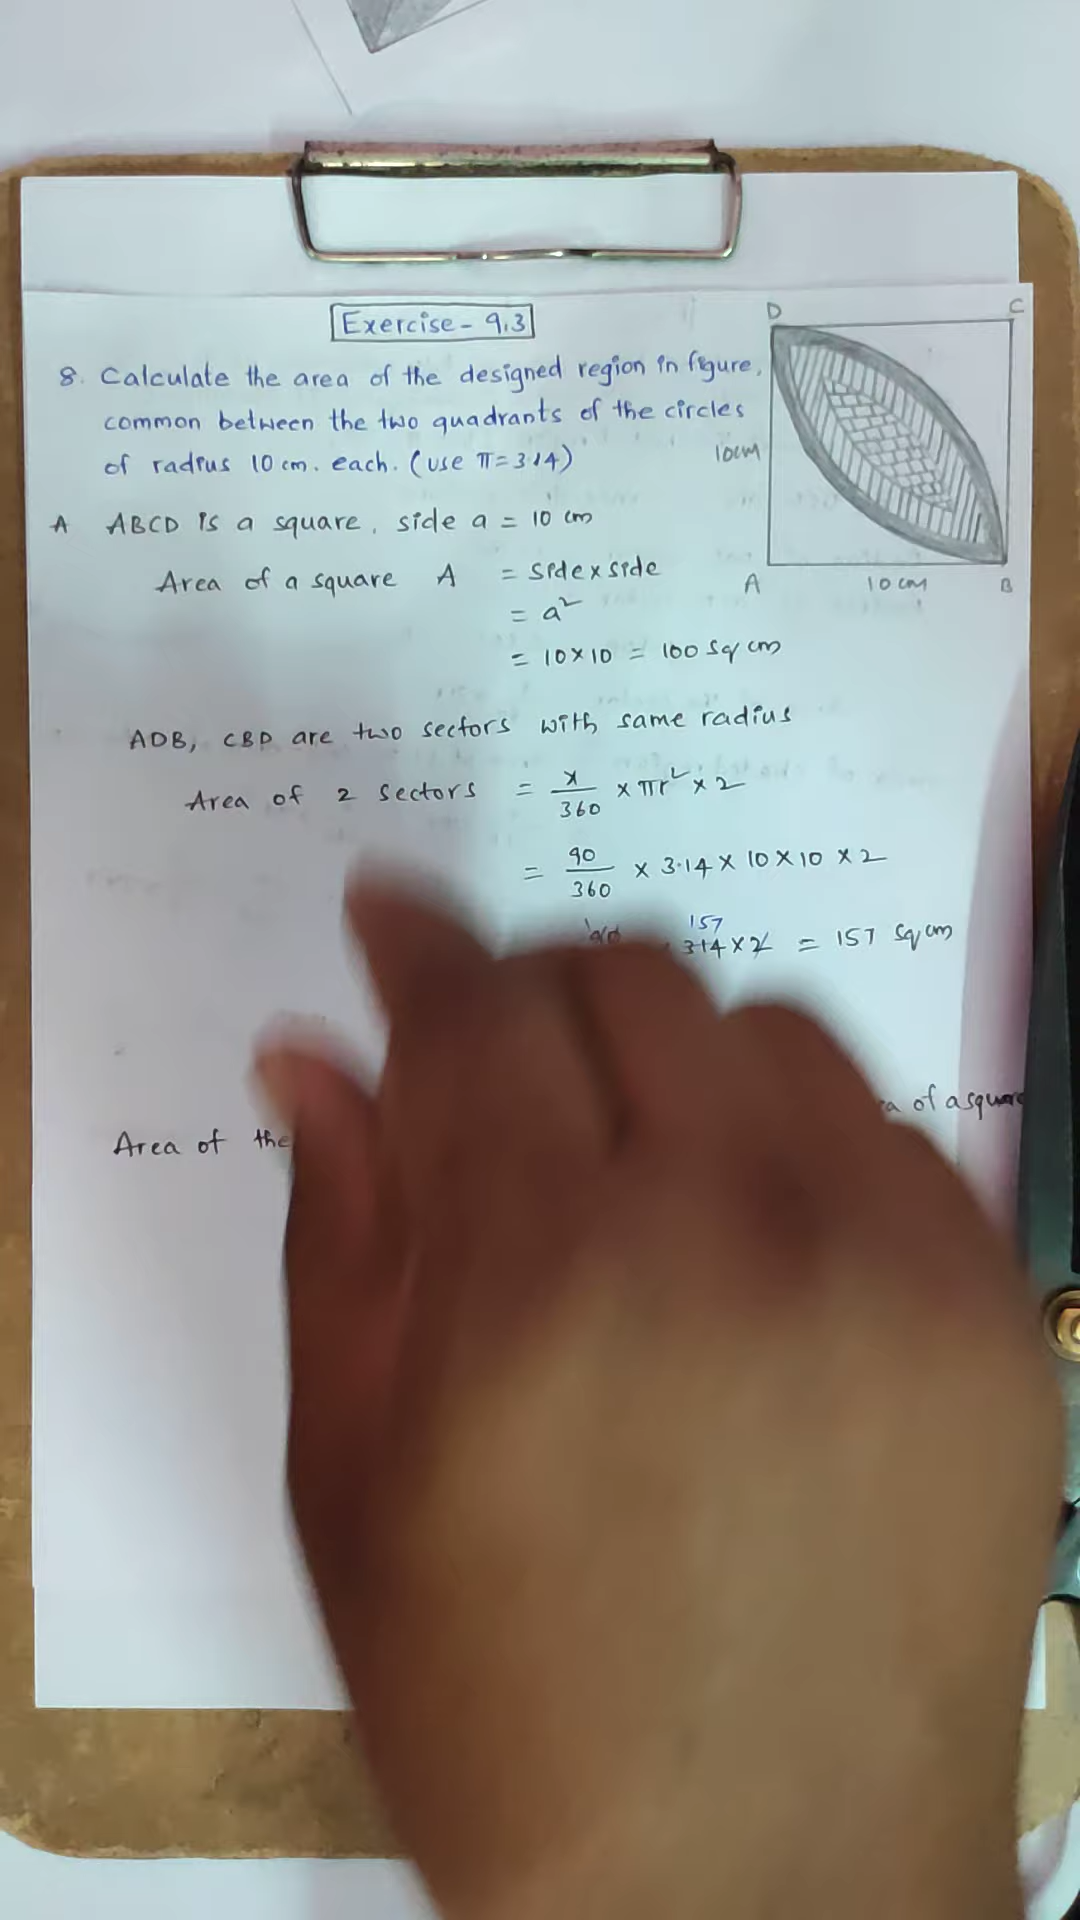 Exercise - 9.3
8. Calculate the area of the designed region in figure,
common between the two quadrants of the circles
of radius 10 cm. each. (use π=3.14)
D
C
10cm
A
10 cm
B
A ABCD is a square, side a = 10 cm
Area of a square A = side x side
= a²
= 10 x 10 = 100 sq cm
ADB, CBD are two sectors with same radius
Area of 2 sectors = x/360 x πr² x 2
= 90/360 x 3.14 x 10 x 10 x 2
157
314 x 2 = 157 sq cm
of a square
Area of the